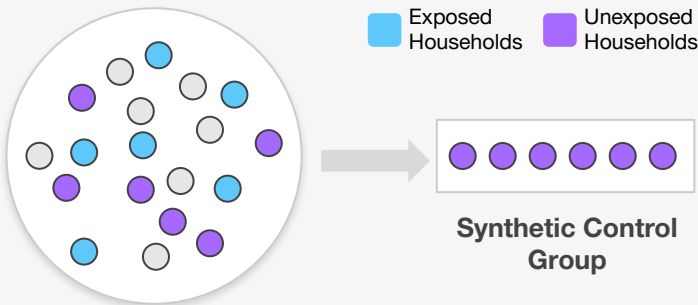 Exposed
Households
Unexposed
Households
Synthetic Control
Group